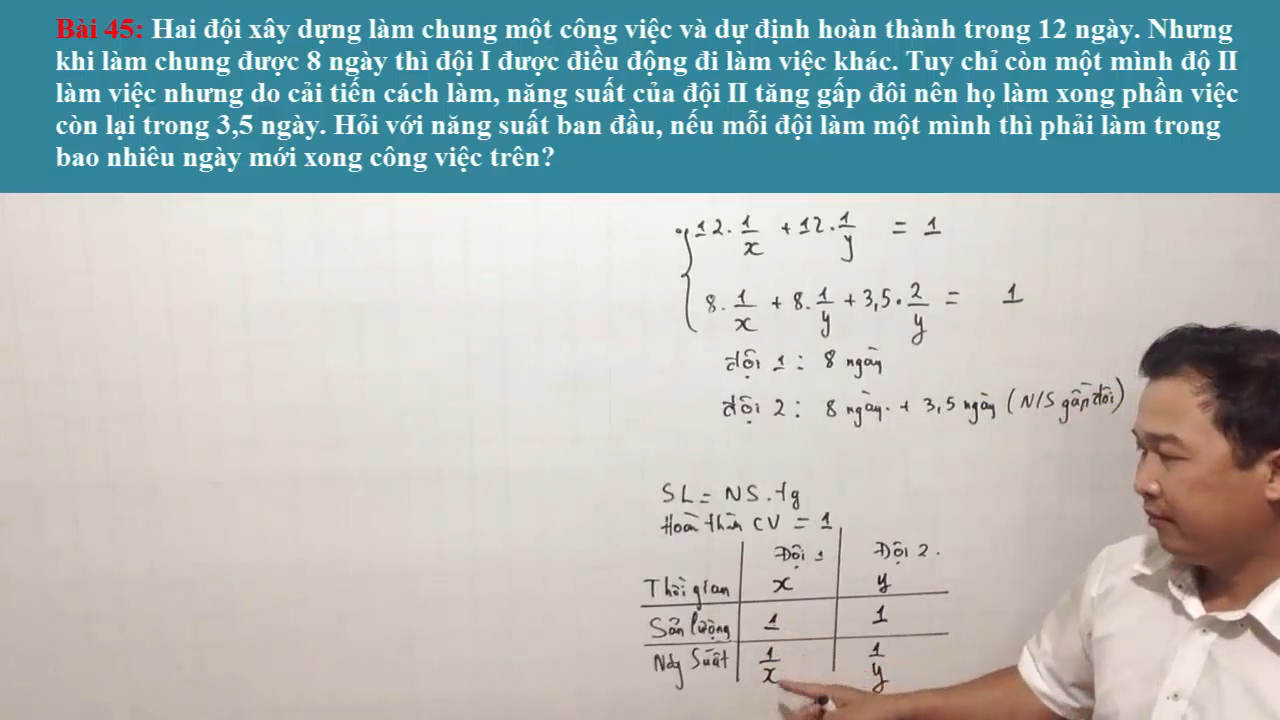 Bài 45: Hai đội xây dựng làm chung một công việc và dự định hoàn thành trong 12 ngày. Nhưng
khi làm chung được 8 ngày thì đội I được điều động đi làm việc khác. Tuy chỉ còn một mình độ II
làm việc nhưng do cải tiến cách làm, năng suất của đội II tăng gấp đôi nên họ làm xong phần việc
còn lại trong 3,5 ngày. Hỏi với năng suất ban đầu, nếu mỗi đội làm một mình thì phải làm trong
bao nhiêu ngày mới xong công việc trên?
12. 1/x + 12. 1/y = 1
8. 1/x + 8. 1/y + 3,5. 2/y = 1
đội 1: 8 ngày
đội 2: 8 ngày. + 3,5 ngày (N/S gấp đôi)
SL = NS. tg
Hoàn thàn CV = 1
Đội 1 Đội 2.
Thời gian x y
Sản lượng 1 1
Năg Suất 1/x 1/y